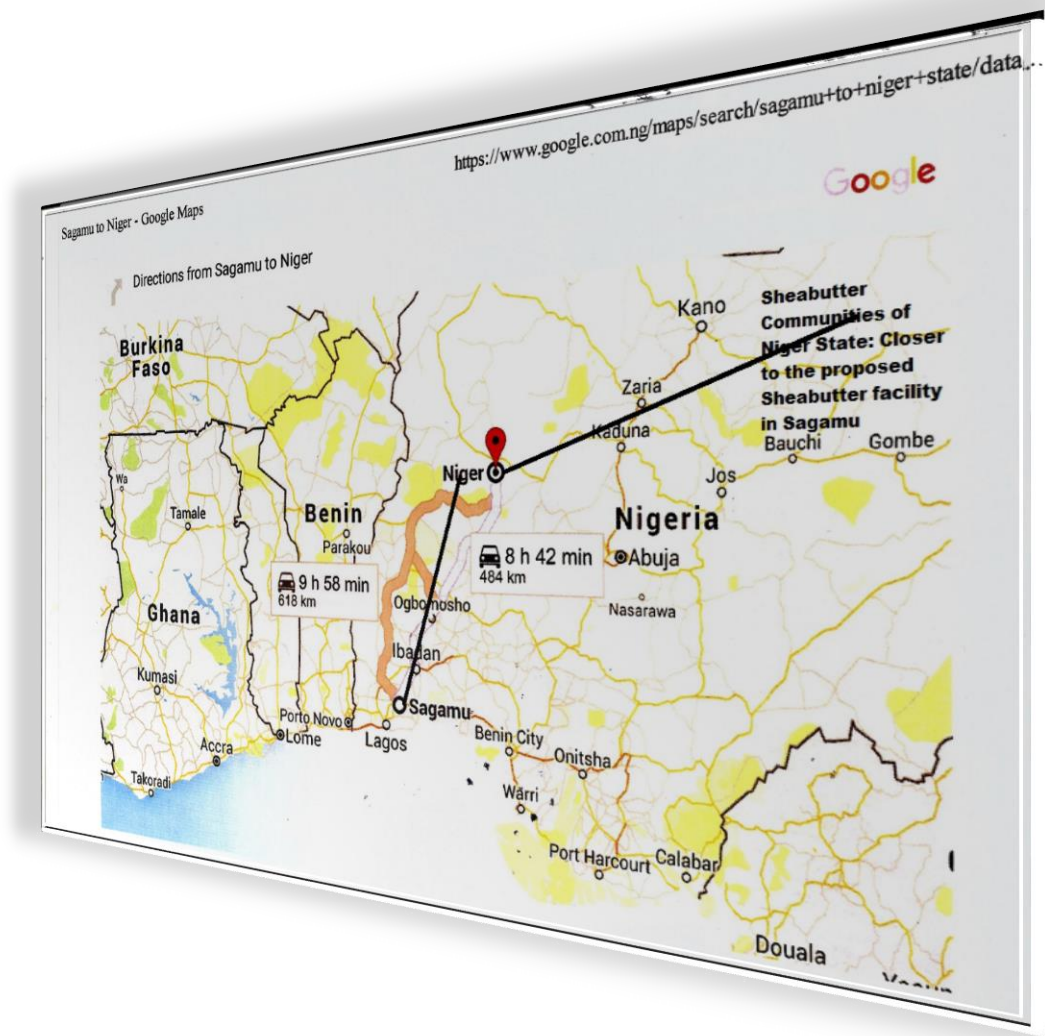 https://www.google.com.ng/maps/search/sagamu+to+niger+state/data...
Sagamu to Niger - Google Maps
Google
Directions from Sagamu to Niger
Burkina
Faso
Kano
Sheabutter
Communities of
Niger State: Closer
to the proposed
Sheabutter facility
in Sagamu
Zaria
Kaduna
Bauchi
Gombe
Niger
Jos
Wa
Tamale
Benin
Parakou
Nigeria
8 h 42 min
484 km
Abuja
9 h 58 min
618 km
Ogbomosho
Nasarawa
Ghana
Ibadan
Kumasi
Sagamu
Porto Novo
Lome
Lagos
Benin City
Onitsha
Accra
Takoradi
Warri
Port Harcourt
Calabar
Douala